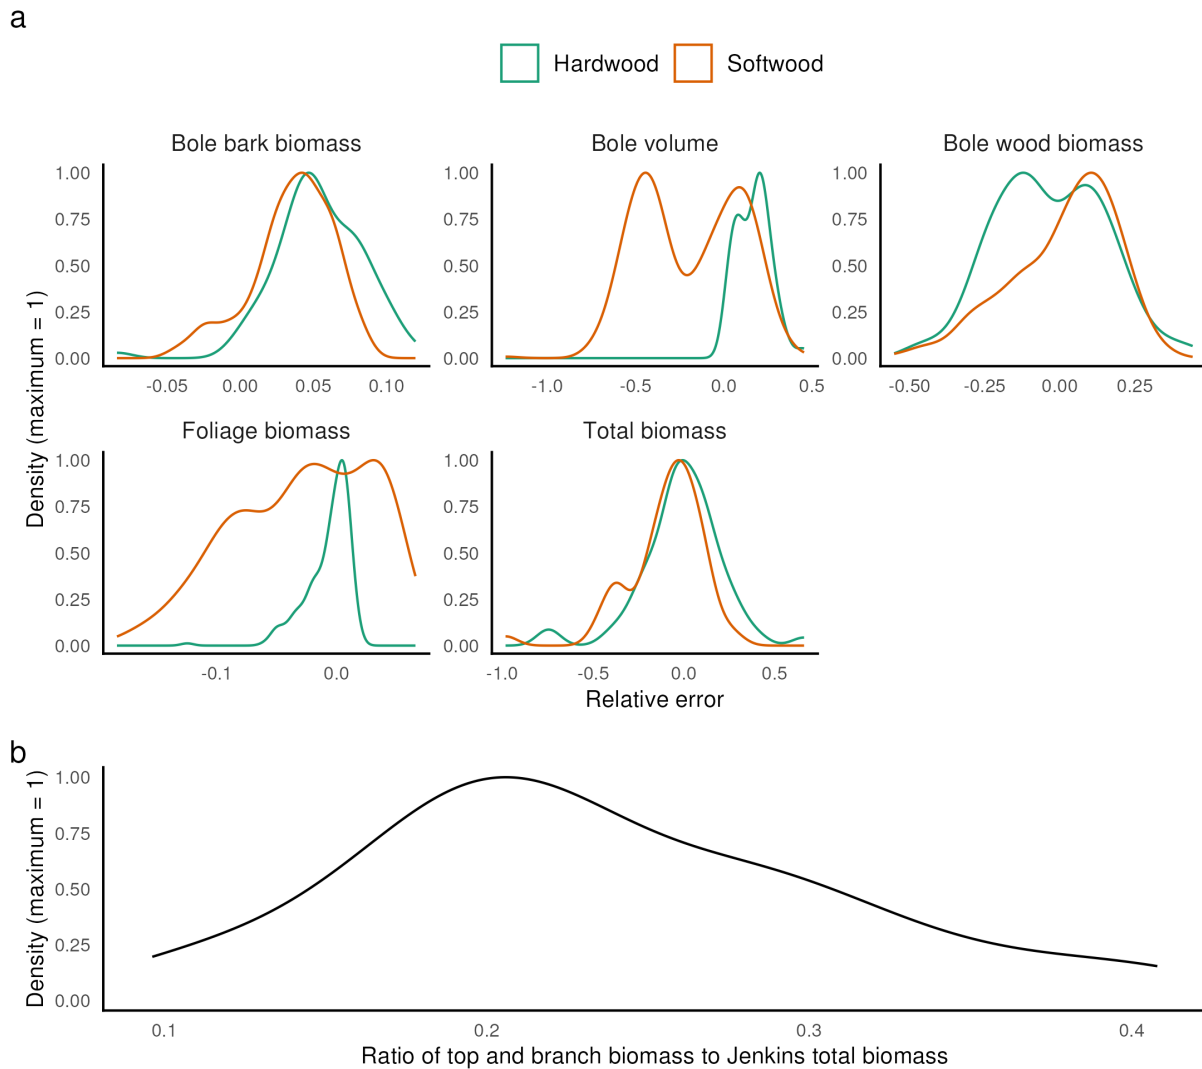 a
Hardwood Softwood
Bole bark biomass Bole volume Bole wood biomass
1.00 1.00 1.00
0.75 0.75 0.75
0.50 0.50 0.50
0.25 0.25 0.25
0.00 0.00 0.00
-0.05 0.00 0.05 0.10 -1.0 -0.5 0.0 0.5 -0.50 -0.25 0.00 0.25
Density (maximum = 1)
Foliage biomass Total biomass
1.00 1.00
0.75 0.75
0.50 0.50
0.25 0.25
0.00 0.00
-0.1 0.0 -1.0 -0.5 0.0 0.5
Relative error
b
Density (maximum = 1)
1.00
0.75
0.50
0.25
0.00
0.1 0.2 0.3 0.4
Ratio of top and branch biomass to Jenkins total biomass